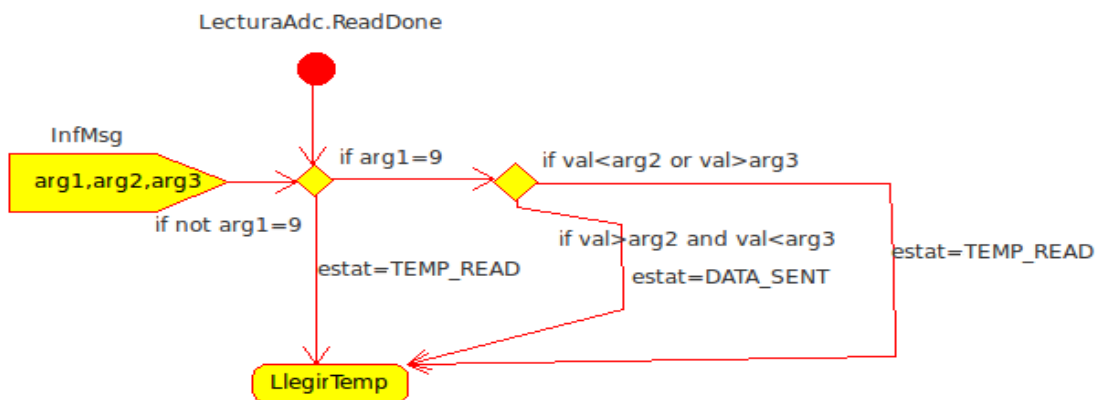 LecturaAdc.ReadDone
InfMsg
arg1,arg2,arg3
if arg1=9
if val<arg2 or val>arg3
if not arg1=9
if val>arg2 and val<arg3
estat=TEMP_READ
estat=DATA_SENT
estat=TEMP_READ
LlegirTemp